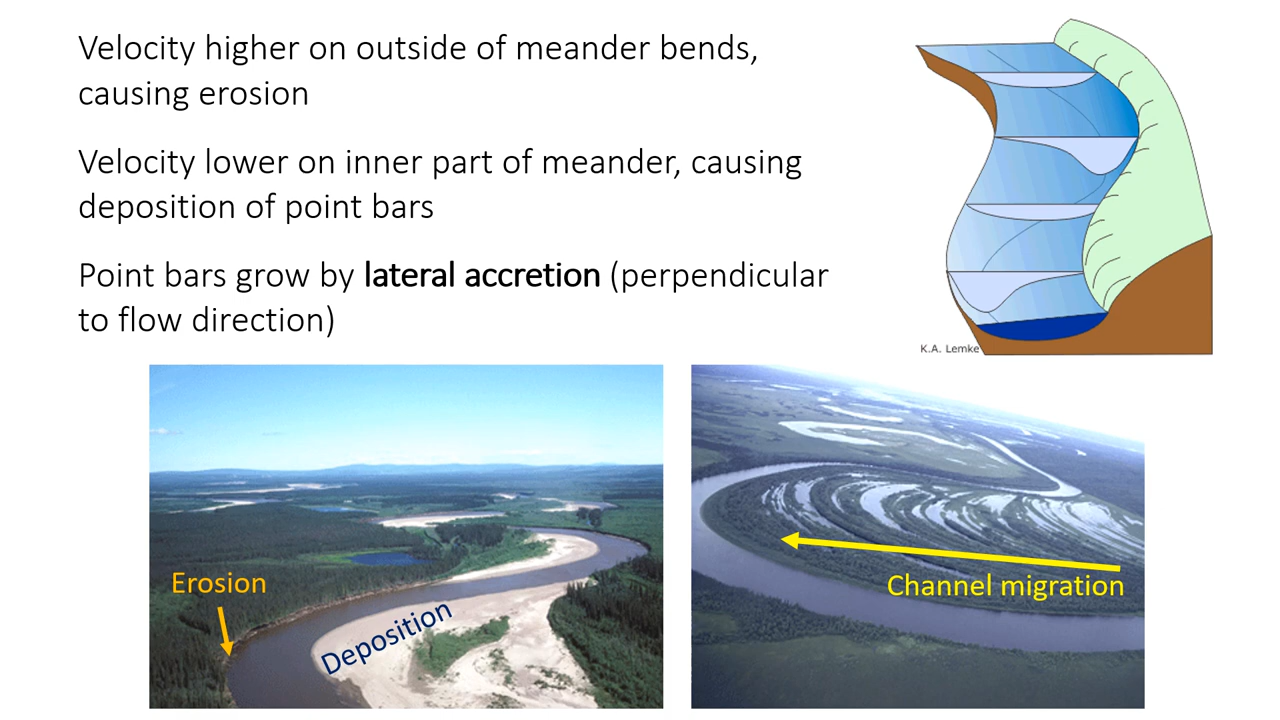 Velocity higher on outside of meander bends,
causing erosion
Velocity lower on inner part of meander, causing
deposition of point bars
Point bars grow by lateral accretion (perpendicular
to flow direction)
K.A. Lemke
Erosion
Deposition
Channel migration